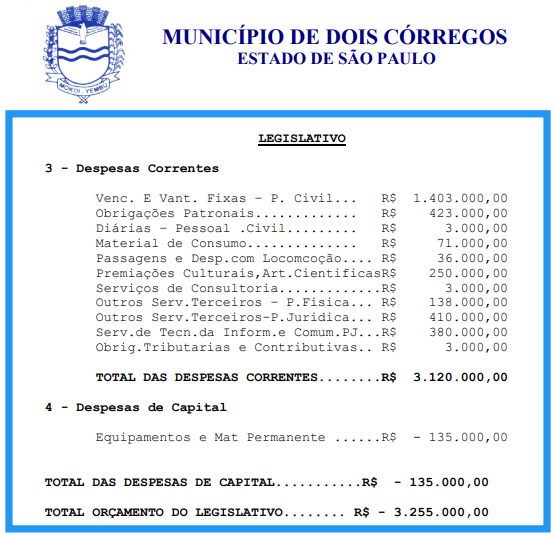 MUNICÍPIO DE DOIS CÓRREGOS
ESTADO DE SÃO PAULO
MOKOI YEMBU
LEGISLATIVO
3 - Despesas Correntes
Venc. E Vant. Fixas – P. Civil... R$ 1.403.000,00
Obrigações Patronais............. R$ 423.000,00
Diárias – Pessoal .Civil......... R$ 3.000,00
Material de Consumo.............. R$ 71.000,00
Passagens e Desp.com Locomcoção.... R$ 36.000,00
Premiações Culturais,Art.CientificasR$ 250.000,00
Serviços de Consultoria.............R$ 3.000,00
Outros Serv.Terceiros – P.Fisica... R$ 138.000,00
Outros Serv.Terceiros–P.Juridica... R$ 410.000,00
Serv.de Tecn.da Inform.e Comum.PJ...R$ 380.000,00
Obrig.Tributarias e Contributivas.. R$ 3.000,00
TOTAL DAS DESPESAS CORRENTES........R$ 3.120.000,00
4 - Despesas de Capital
Equipamentos e Mat Permanente ......R$ - 135.000,00
TOTAL DAS DESPESAS DE CAPITAL...........R$ - 135.000,00
TOTAL ORÇAMENTO DO LEGISLATIVO........ R$ - 3.255.000,00